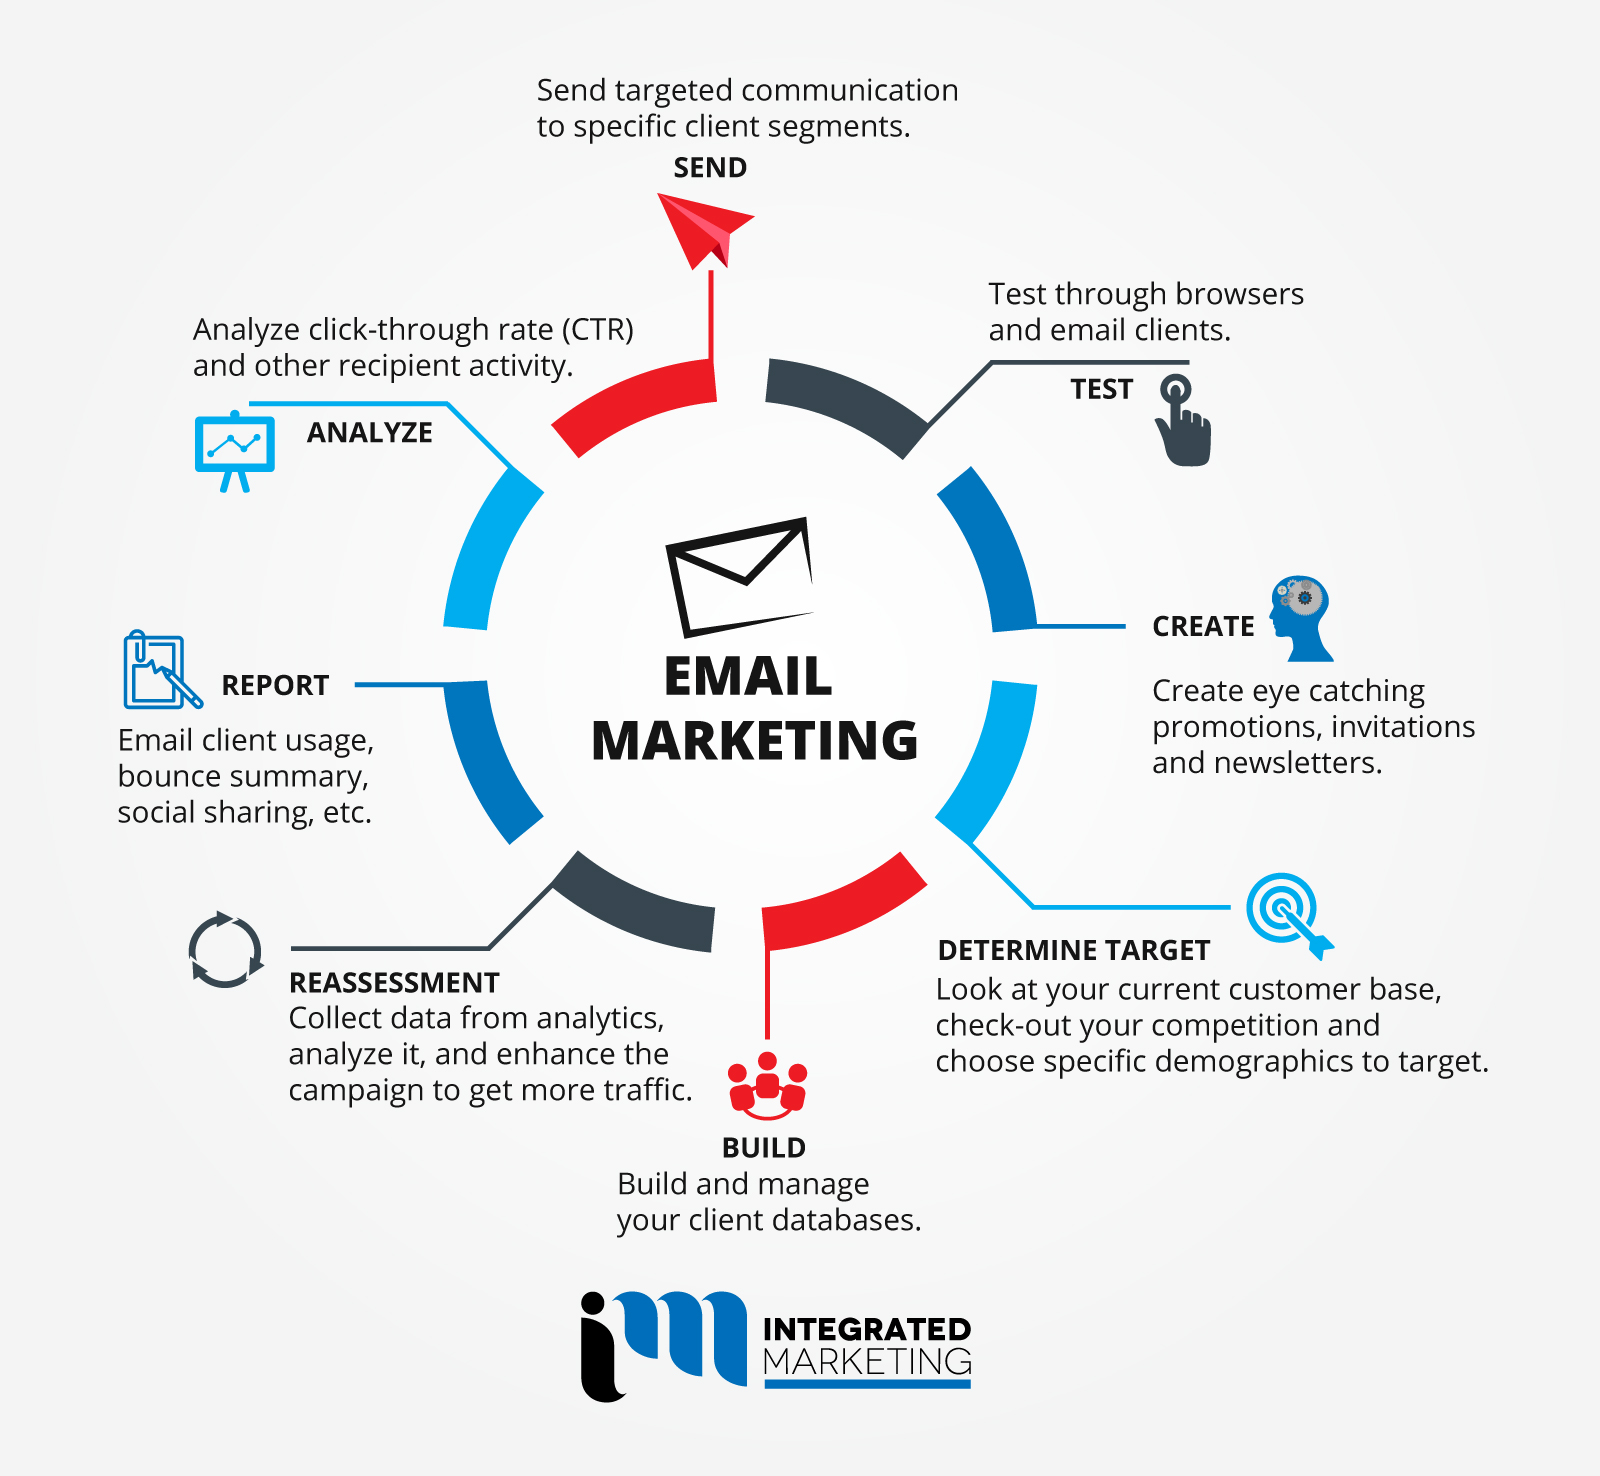 Send targeted communication
to specific client segments.
SEND
Test through browsers
and email clients.
TEST
Analyze click-through rate (CTR)
and other recipient activity.
ANALYZE
EMAIL
MARKETING
CREATE
Create eye catching
promotions, invitations
and newsletters.
REPORT
Email client usage,
bounce summary,
social sharing, etc.
DETERMINE TARGET
Look at your current customer base,
check-out your competition and
choose specific demographics to target.
REASSESSMENT
Collect data from analytics,
analyze it, and enhance the
campaign to get more traffic.
BUILD
Build and manage
your client databases.
im
INTEGRATED
MARKETING